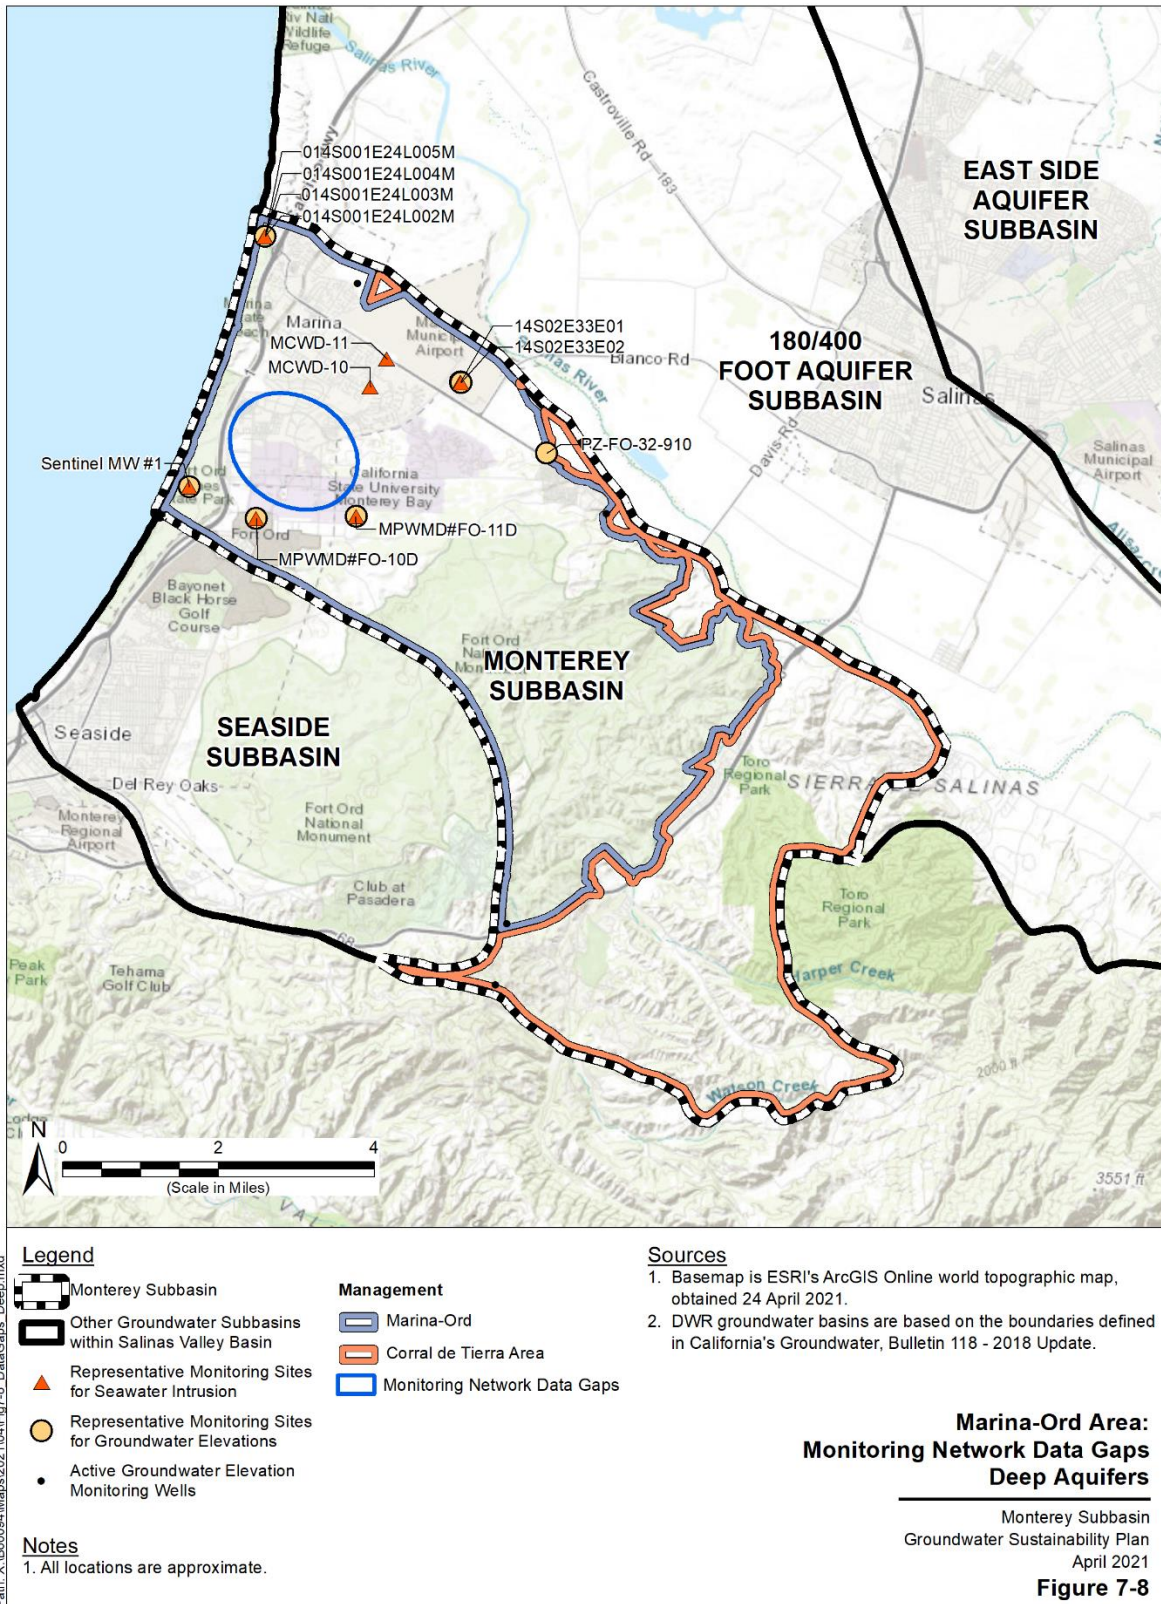 Riv Natl
Wildlife
Refuge
Salinas River
Castroville Rd
183
014S001E24L005M
014S001E24L004M
014S001E24L003M
014S001E24L002M
EAST SIDE
AQUIFER
SUBBASIN
Marina
MCWD-11
MCWD-10
Municipal
Airport
14S02E33E01
14S02E33E02
Blanco Rd
180/400
FOOT AQUIFER
SUBBASIN
Salinas
River
Davis Rd
Salinas
Municipal
Airport
1
PZ-FO-32-910
Sentinel MW #1
California
State University
Monterey Bay
MPWMD#FO-11D
Fort Ord
MPWMD#FO-10D
Bayonet
Black Horse
Golf
Course
Fort Ord
MONTEREY
SUBBASIN
SEASIDE
SUBBASIN
Seaside
Del Rey Oaks
Monterey
Regional
Airport
Fort Ord
National
Monument
Toro
Regional
Park
SIERRA DE SALINAS
Club at
Pasadera
Toro
Regional
Park
68
Peak
Park
Tehama
Golf Club
Harper Creek
2000 ft
Watson Creek
3551 ft
N
0 2 4
(Scale in Miles)
Legend
Monterey Subbasin
Other Groundwater Subbasins
within Salinas Valley Basin
Representative Monitoring Sites
for Seawater Intrusion
Representative Monitoring Sites
for Groundwater Elevations
Active Groundwater Elevation
Monitoring Wells
Management
Marina-Ord
Corral de Tierra Area
Monitoring Network Data Gaps
Sources
1. Basemap is ESRI's ArcGIS Online world topographic map,
obtained 24 April 2021.
2. DWR groundwater basins are based on the boundaries defined
in California's Groundwater, Bulletin 118 - 2018 Update.
Notes
1. All locations are approximate.
Marina-Ord Area:
Monitoring Network Data Gaps
Deep Aquifers
Monterey Subbasin
Groundwater Sustainability Plan
April 2021
Figure 7-8